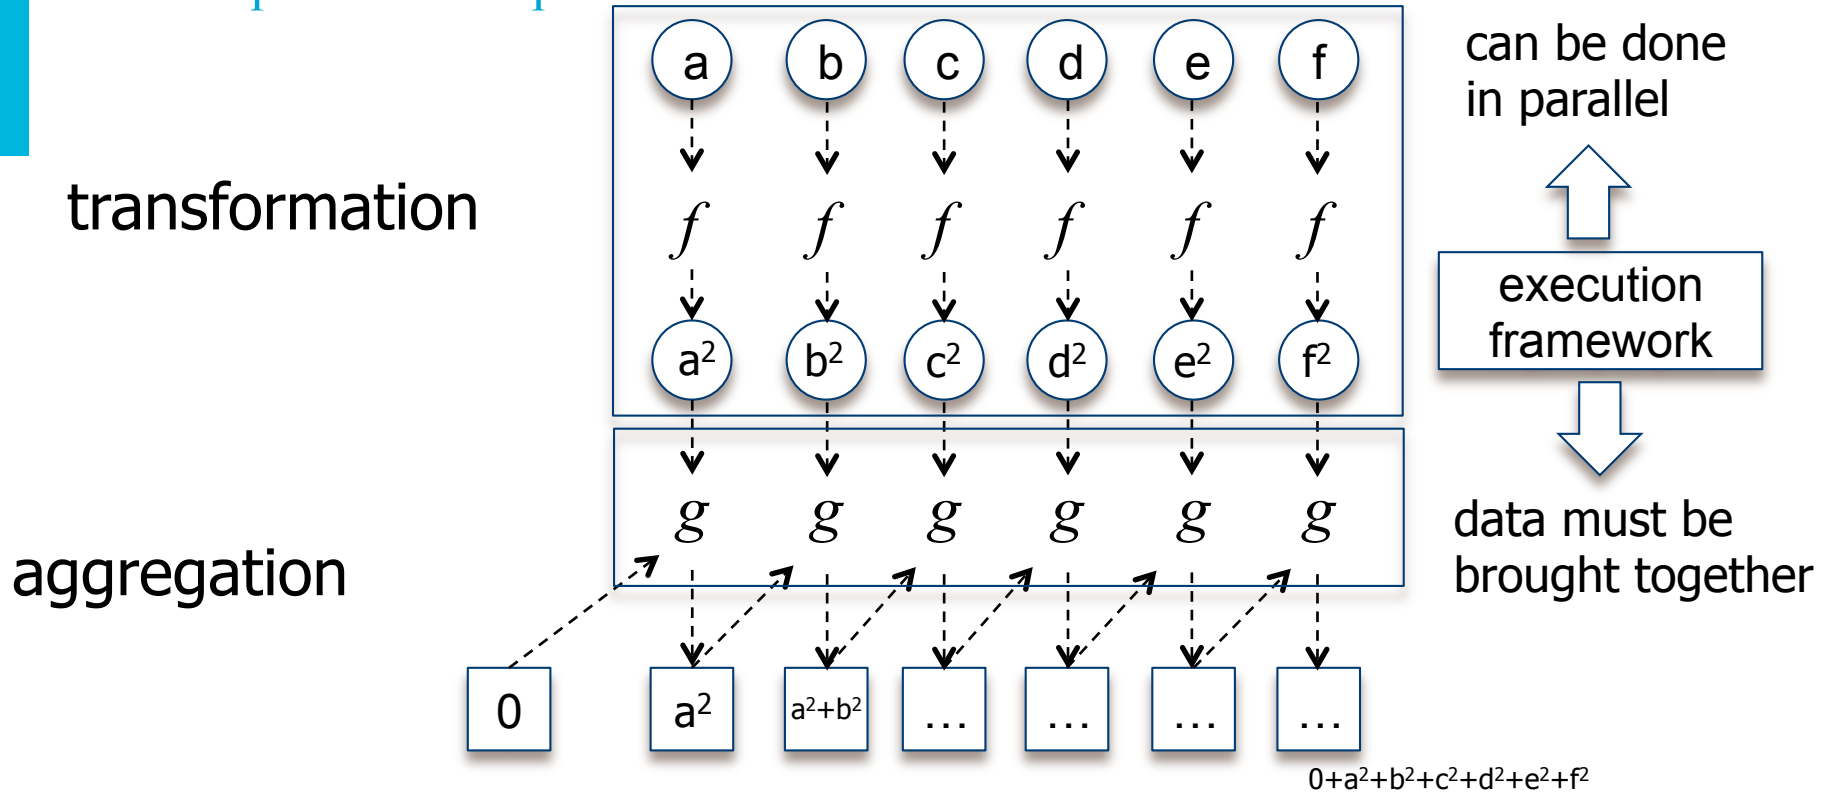 a b c d e f
can be done
in parallel
transformation
f f f f f f
execution
framework
a² b² c² d² e² f²
g g g g g g
data must be
brought together
aggregation
0 a² a²+b² ... ... ... ...
0+a²+b²+c²+d²+e²+f²